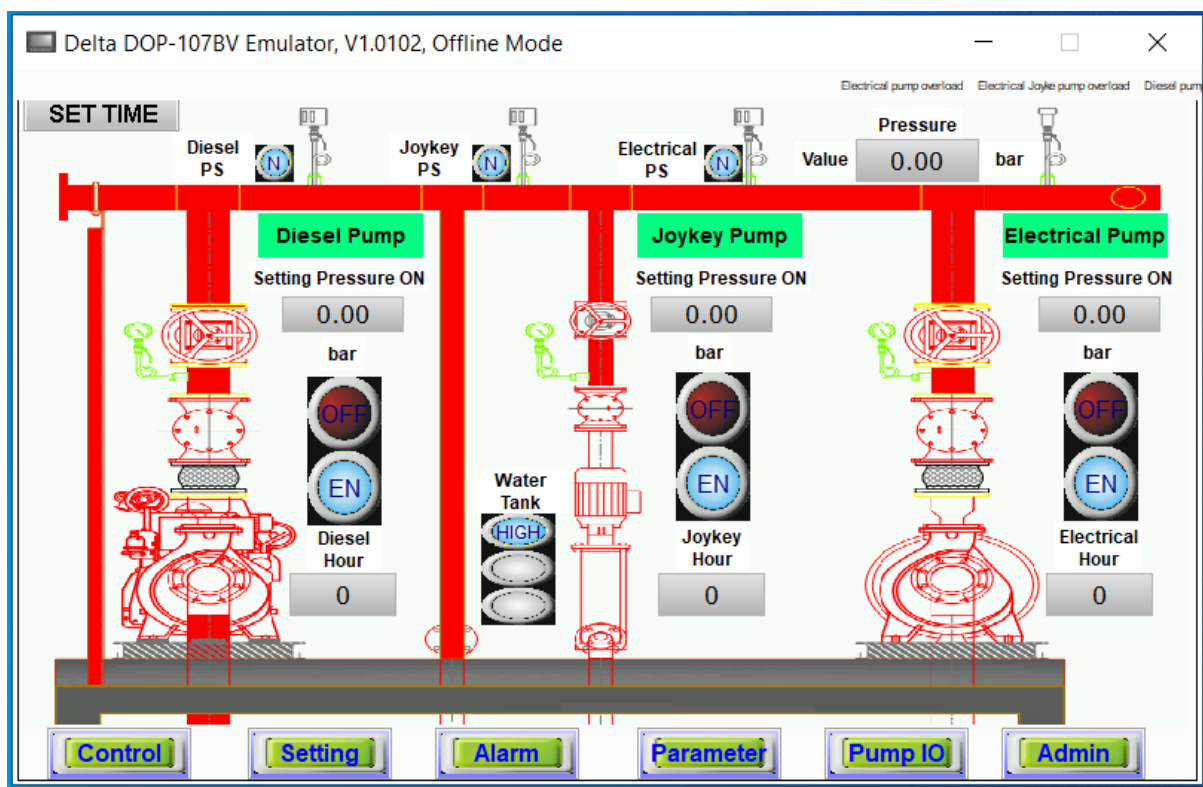 Delta DOP-107BV Emulator, V1.0102, Offline Mode
Electrical pump overload Electrical Joyke pump overload Diesel pum
SET TIME
Diesel PS
N
Joykey PS
N
Electrical PS
N
Pressure
Value 0.00 bar
Diesel Pump
Setting Pressure ON
0.00
bar
OFF
EN
Diesel
Hour
0
Water
Tank
HIGH
Joykey Pump
Setting Pressure ON
0.00
bar
OFF
EN
Joykey
Hour
0
Electrical Pump
Setting Pressure ON
0.00
bar
OFF
EN
Electrical
Hour
0
Control
Setting
Alarm
Parameter
Pump IO
Admin